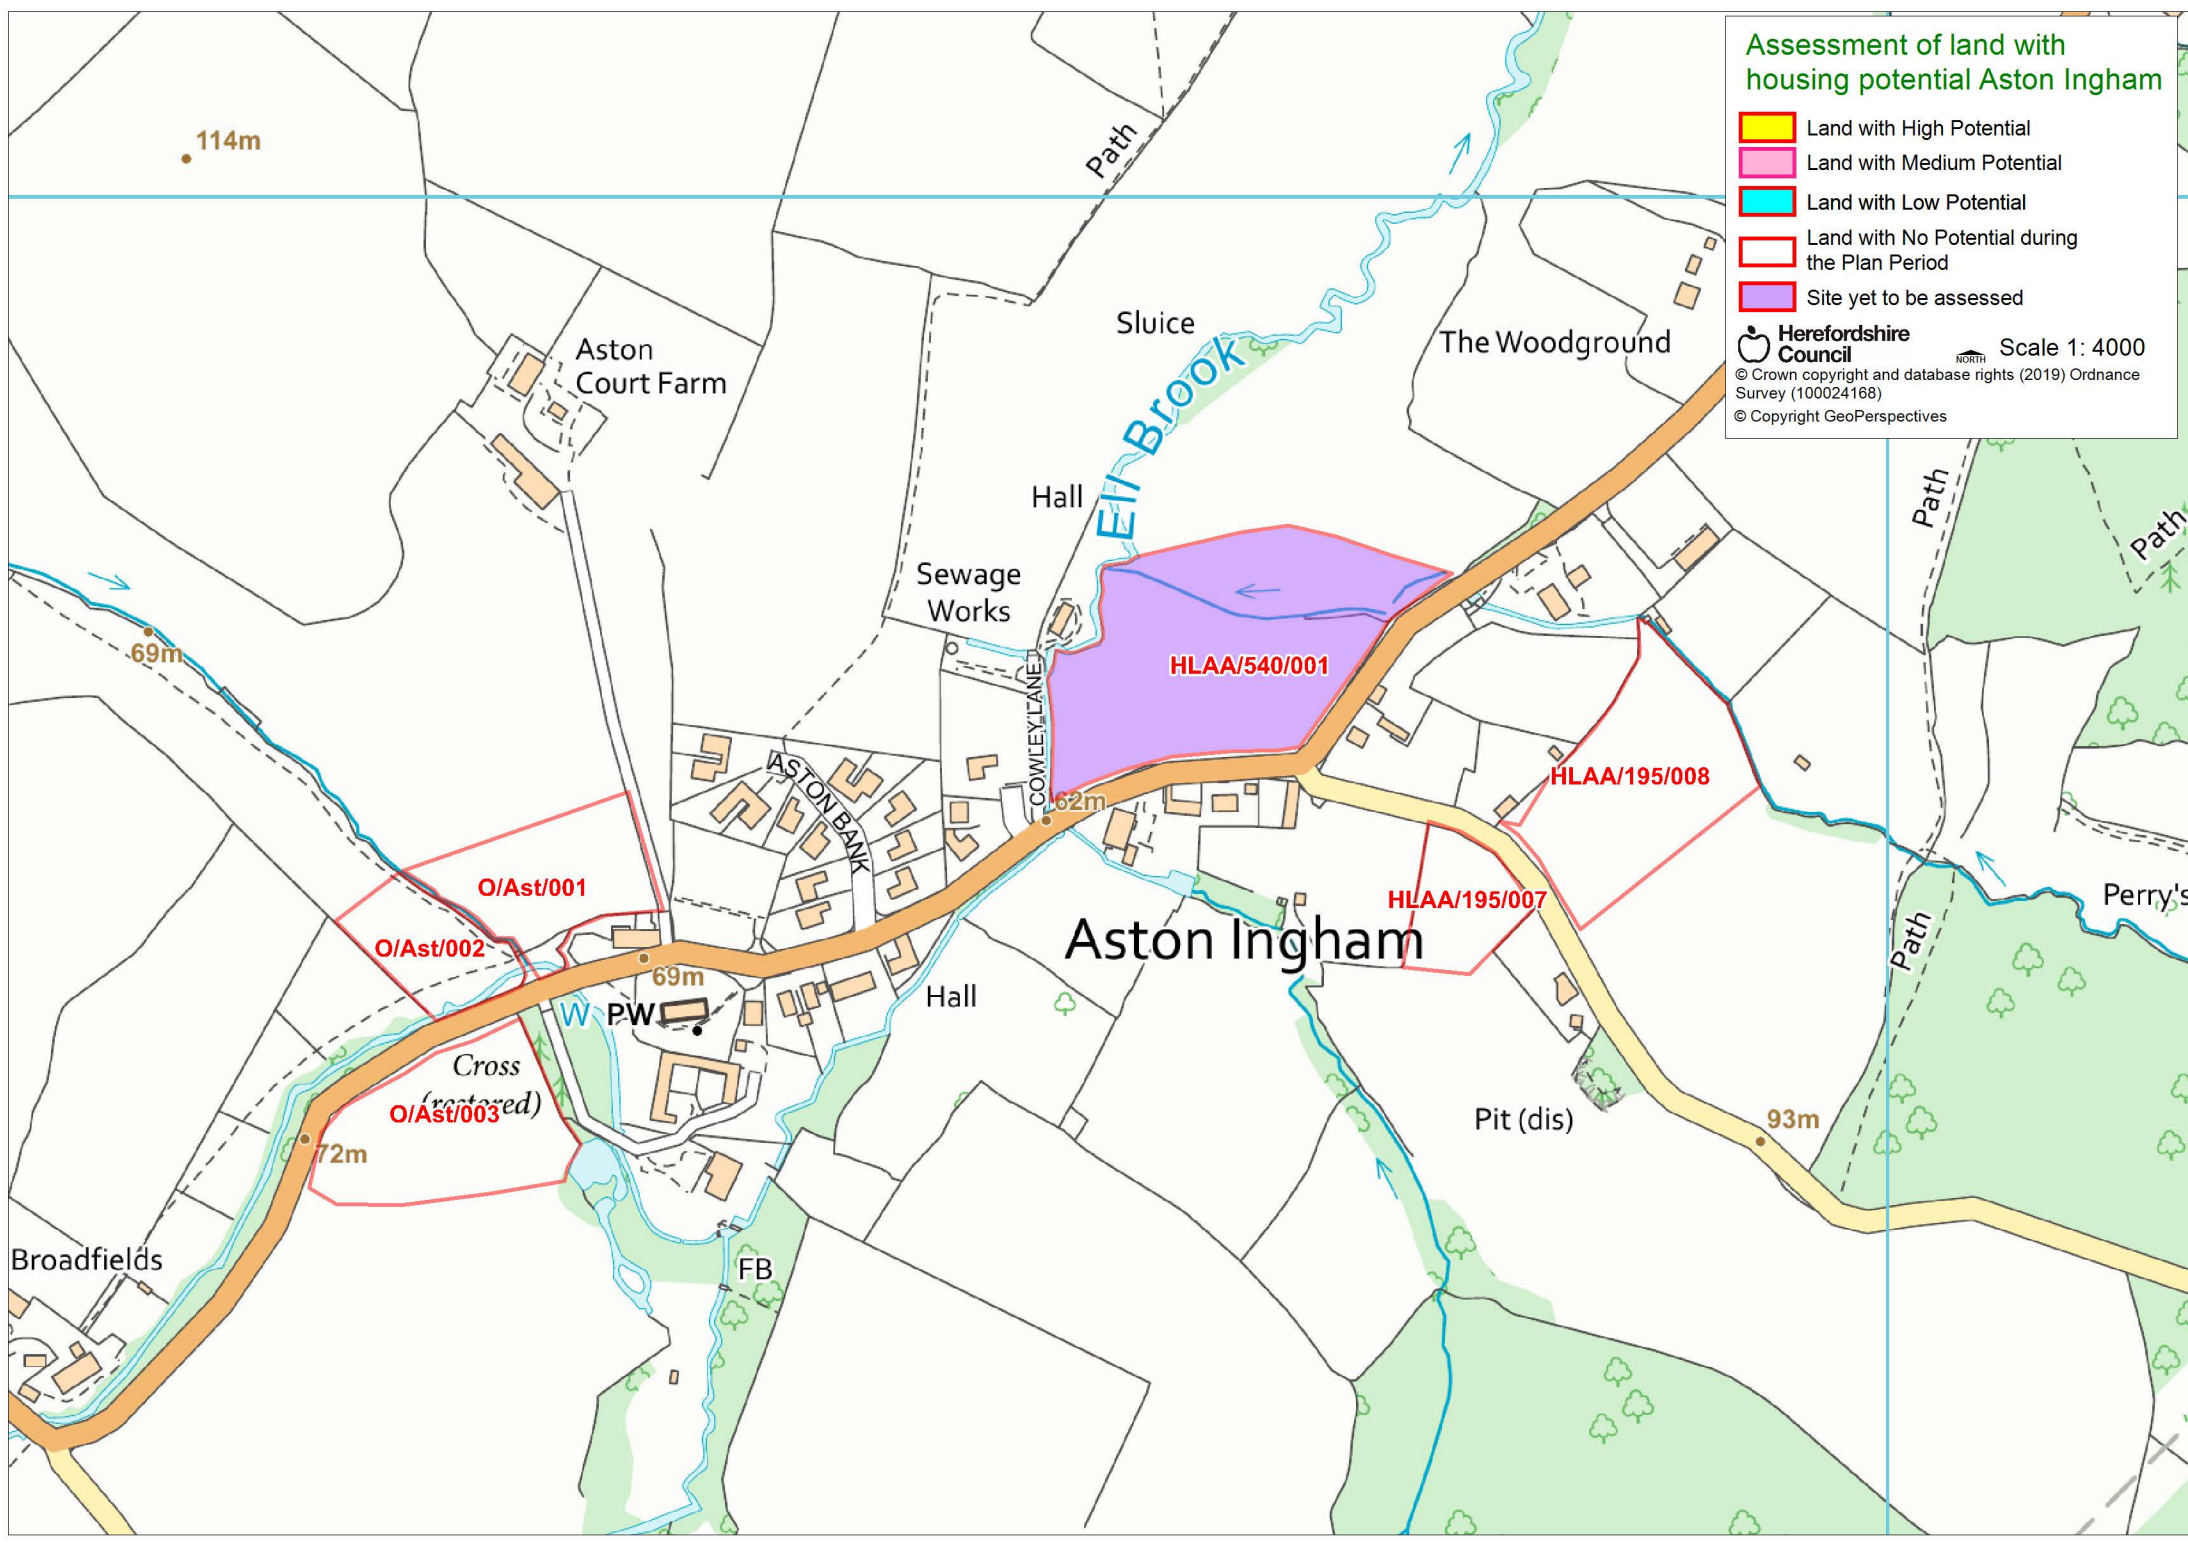 Assessment of land with
housing potential Aston Ingham
Land with High Potential
Land with Medium Potential
Land with Low Potential
Land with No Potential during
the Plan Period
Site yet to be assessed
Herefordshire
Council
NORTH
Scale 1: 4000
© Crown copyright and database rights (2019) Ordnance
Survey (100024168)
© Copyright GeoPerspectives
114m
Path
Sluice
The Woodground
Aston
Court Farm
Ell Brook
Hall
Path
Path
Sewage
Works
69m
HLAA/540/001
COWLEY LANE
ASTON BANK
62m
HLAA/195/008
O/Ast/001
HLAA/195/007
Perry's
O/Ast/002
Aston Ingham
Path
69m
Hall
W
PW
Cross
(restored)
O/Ast/003
72m
Pit (dis)
93m
Broadfields
FB